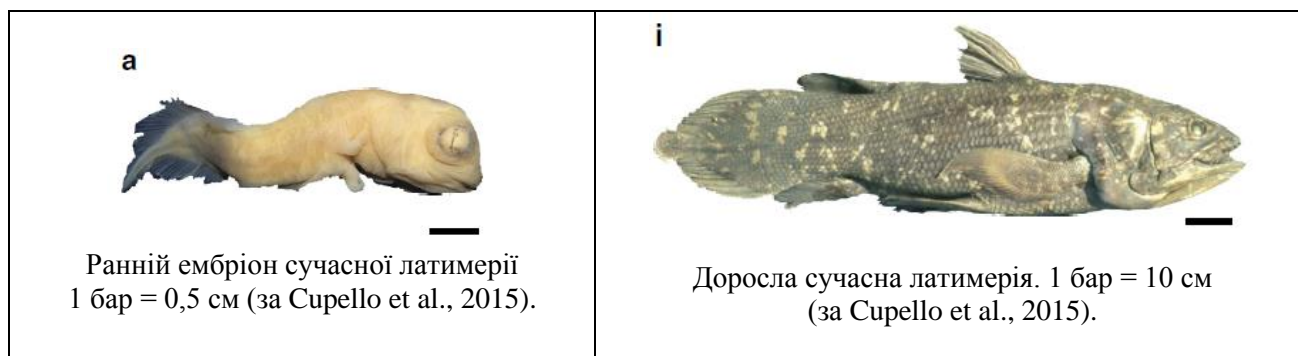 а
Ранній ембріон сучасної латимерії
1 бар = 0,5 см (за Cupello et al., 2015).
і
Доросла сучасна латимерія. 1 бар = 10 см
(за Cupello et al., 2015).